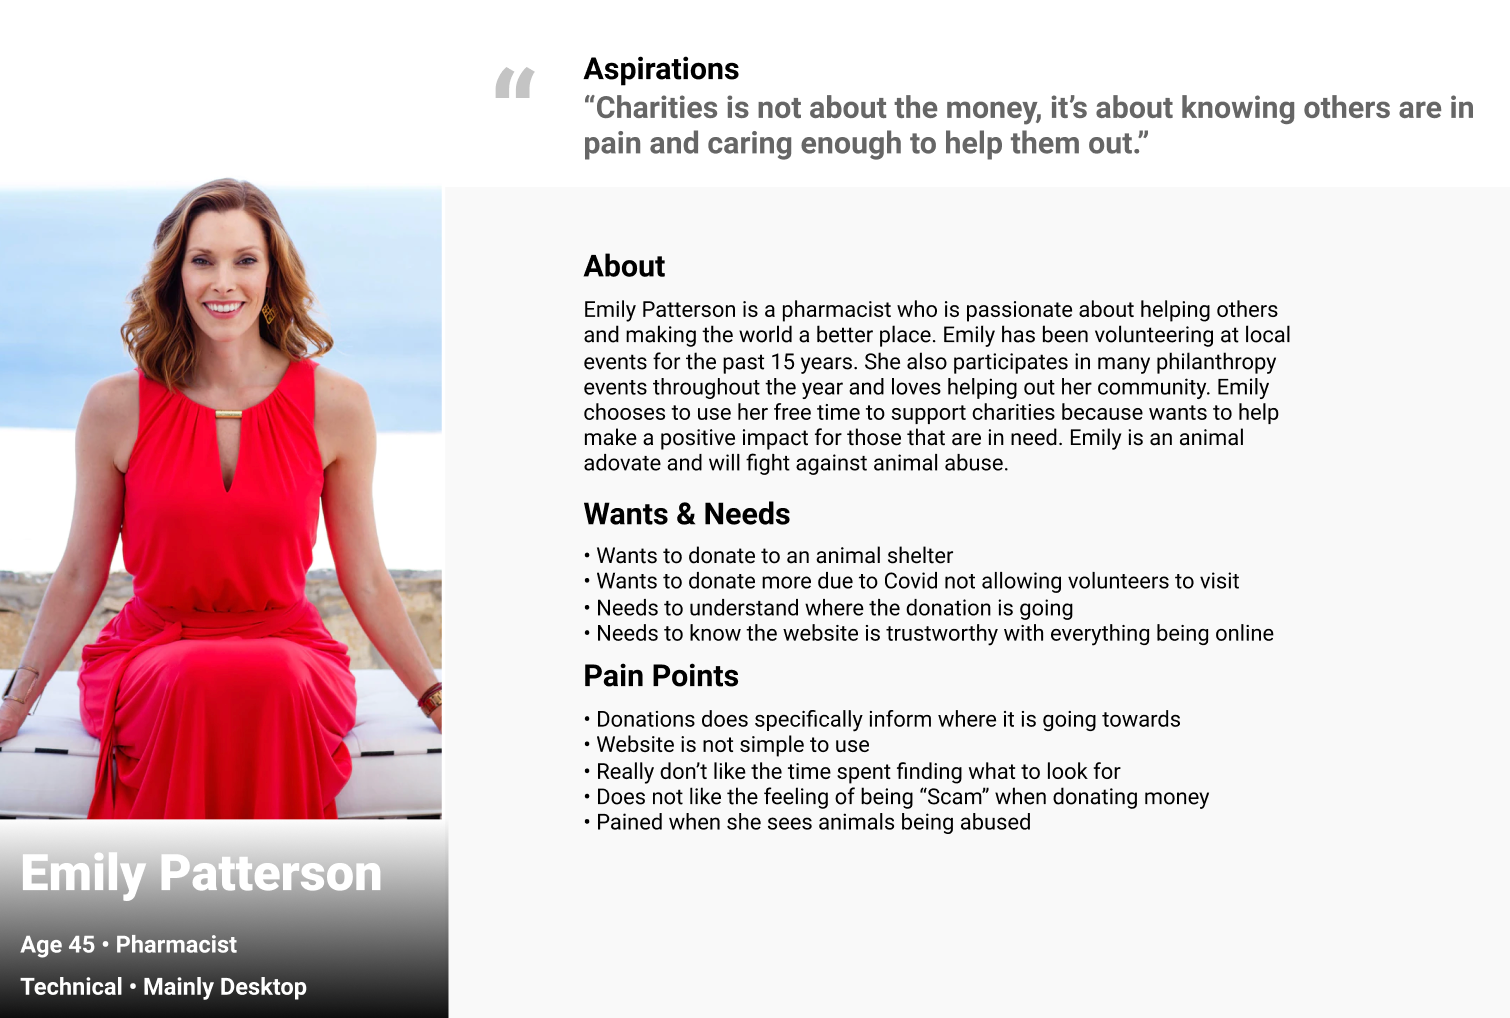 “
Aspirations
“Charities is not about the money, it’s about knowing others are in
pain and caring enough to help them out.”
About
Emily Patterson is a pharmacist who is passionate about helping others
and making the world a better place. Emily has been volunteering at local
events for the past 15 years. She also participates in many philanthropy
events throughout the year and loves helping out her community. Emily
chooses to use her free time to support charities because wants to help
make a positive impact for those that are in need. Emily is an animal
adovate and will fight against animal abuse.
Wants & Needs
• Wants to donate to an animal shelter
• Wants to donate more due to Covid not allowing volunteers to visit
• Needs to understand where the donation is going
• Needs to know the website is trustworthy with everything being online
Pain Points
• Donations does specifically inform where it is going towards
• Website is not simple to use
• Really don’t like the time spent finding what to look for
• Does not like the feeling of being “Scam” when donating money
• Pained when she sees animals being abused
Emily Patterson
Age 45 • Pharmacist
Technical • Mainly Desktop